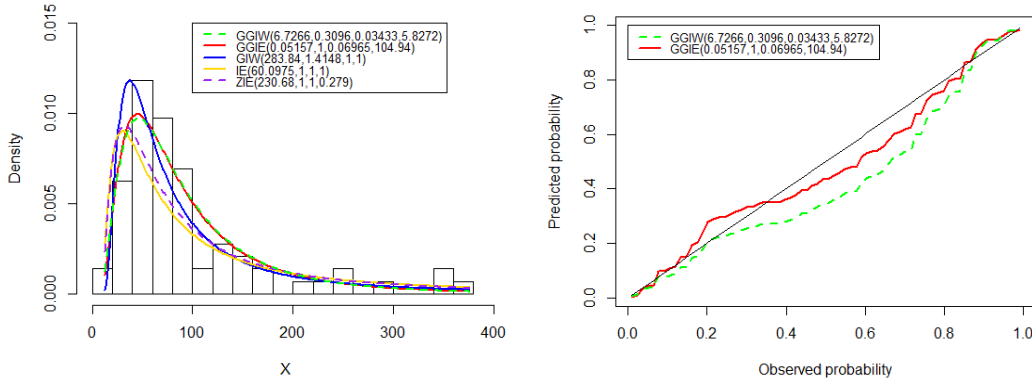 GGIW(6.7266,0.3096,0.03433,5.8272)
GGIE(0.05157,1,0.06965,104.94)
GIW(283.84,1.4148,1,1)
IE(60.0975,1,1,1)
ZIE(230.68,1,1,0.279)
Density
0.015
0.010
0.005
0.000
0
100
200
300
400
X
GGIW(6.7266,0.3096,0.03433,5.8272)
GGIE(0.05157,1,0.06965,104.94)
Predicted probability
1.0
0.8
0.6
0.4
0.2
0.0
0.0
0.2
0.4
0.6
0.8
1.0
Observed probability